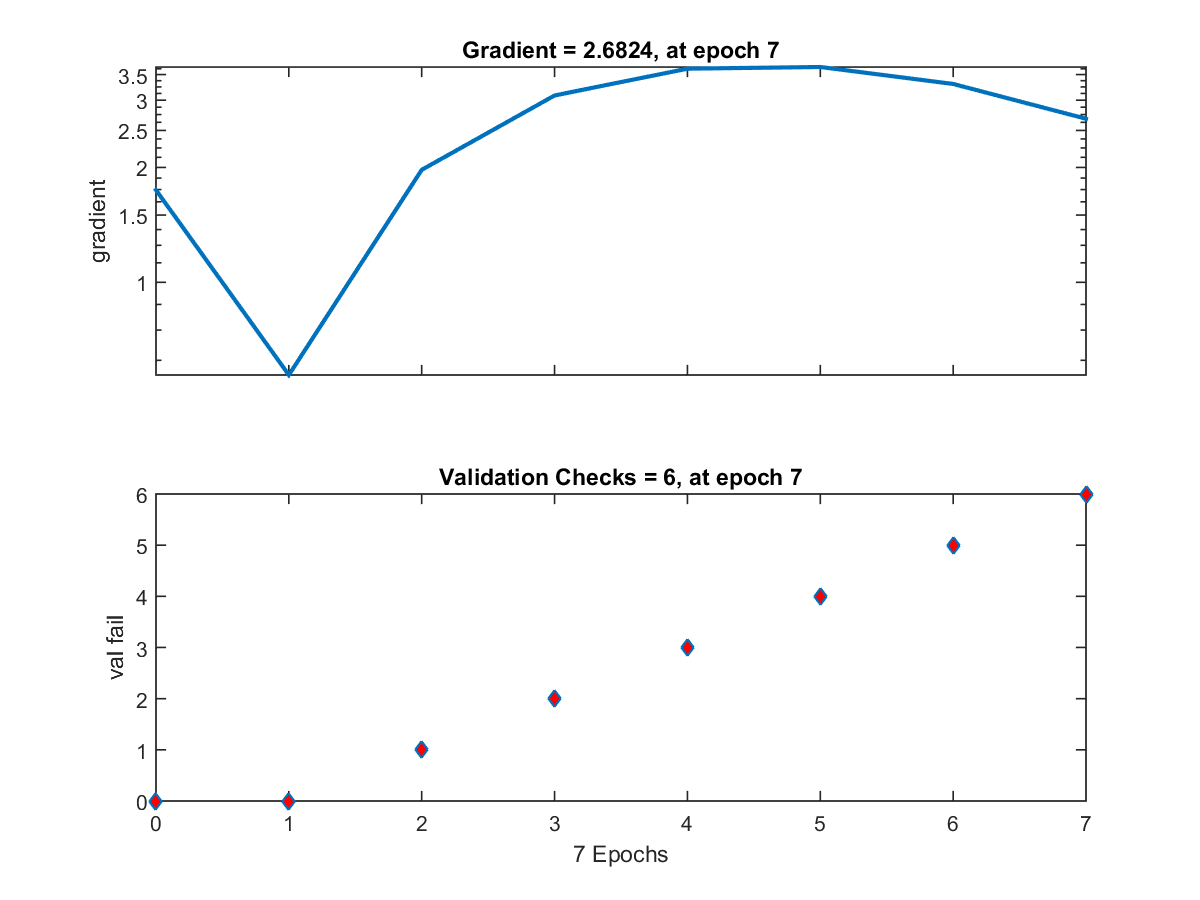 Gradient = 2.6824, at epoch 7
3.5
3
2.5
2
1.5
1
gradient
Validation Checks = 6, at epoch 7
6
5
4
3
2
1
0
val fail
0 1 2 3 4 5 6 7
7 Epochs